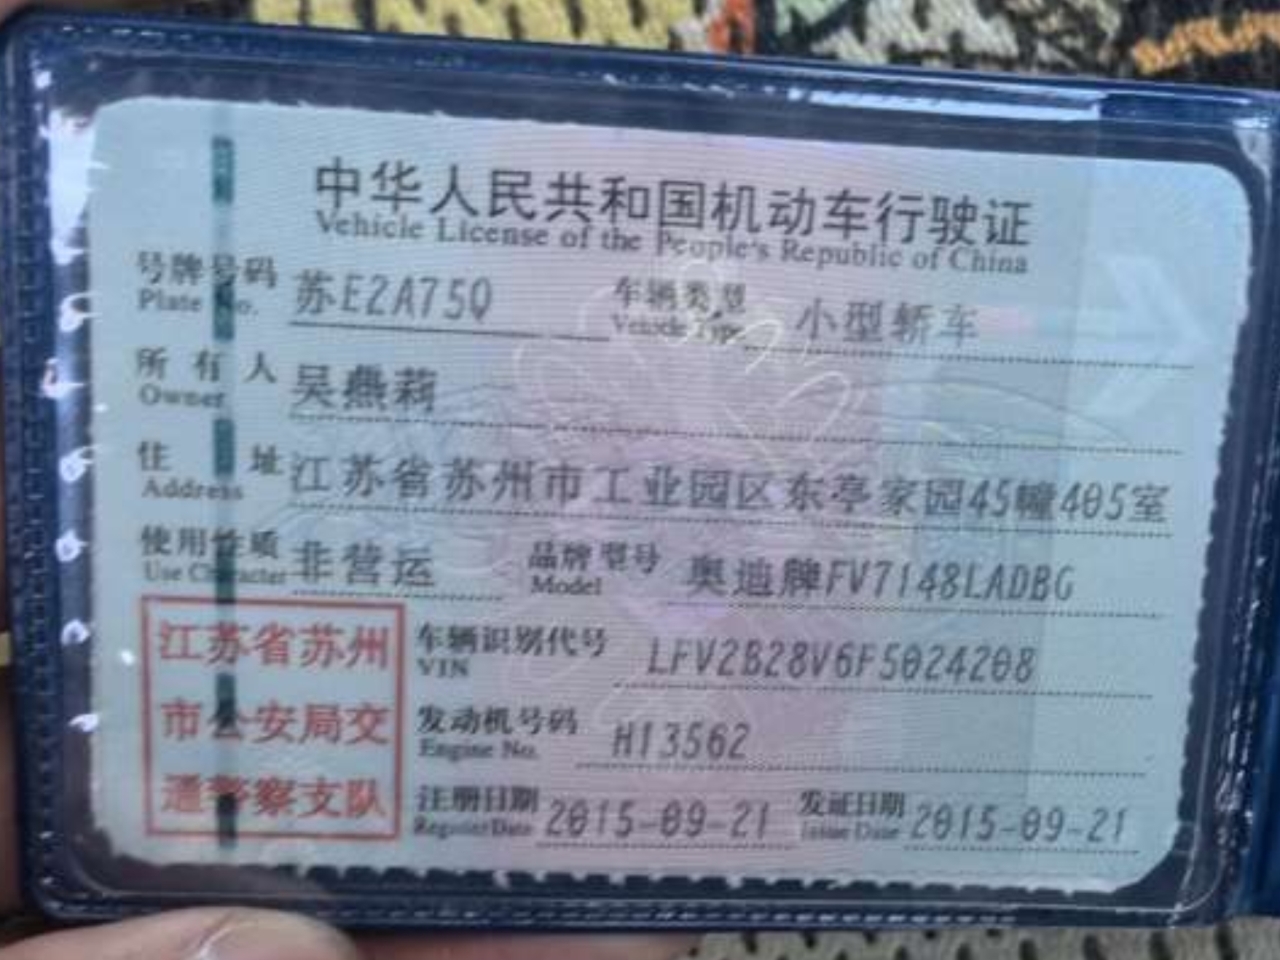 中华人民共和国机动车行驶证
Vehicle License of the People's Republic of China
号牌号码 苏E2A75Q 车辆类型 小型轿车
Plate No. Vehicle Type
所有人 吴燕莉
Owner
住址 江苏省苏州市工业园区东亭家园45幢405室
Address
使用性质 非营运 品牌型号 奥迪牌FV7148LADBG
Use Character Model
江苏省苏州
市公安局交
通警察支队
车辆识别代号 LFV2B28V6F5024208
VIN
发动机号码 H13562
Engine No.
注册日期 2015-09-21 发证日期 2015-09-21
Register Date Issue Date